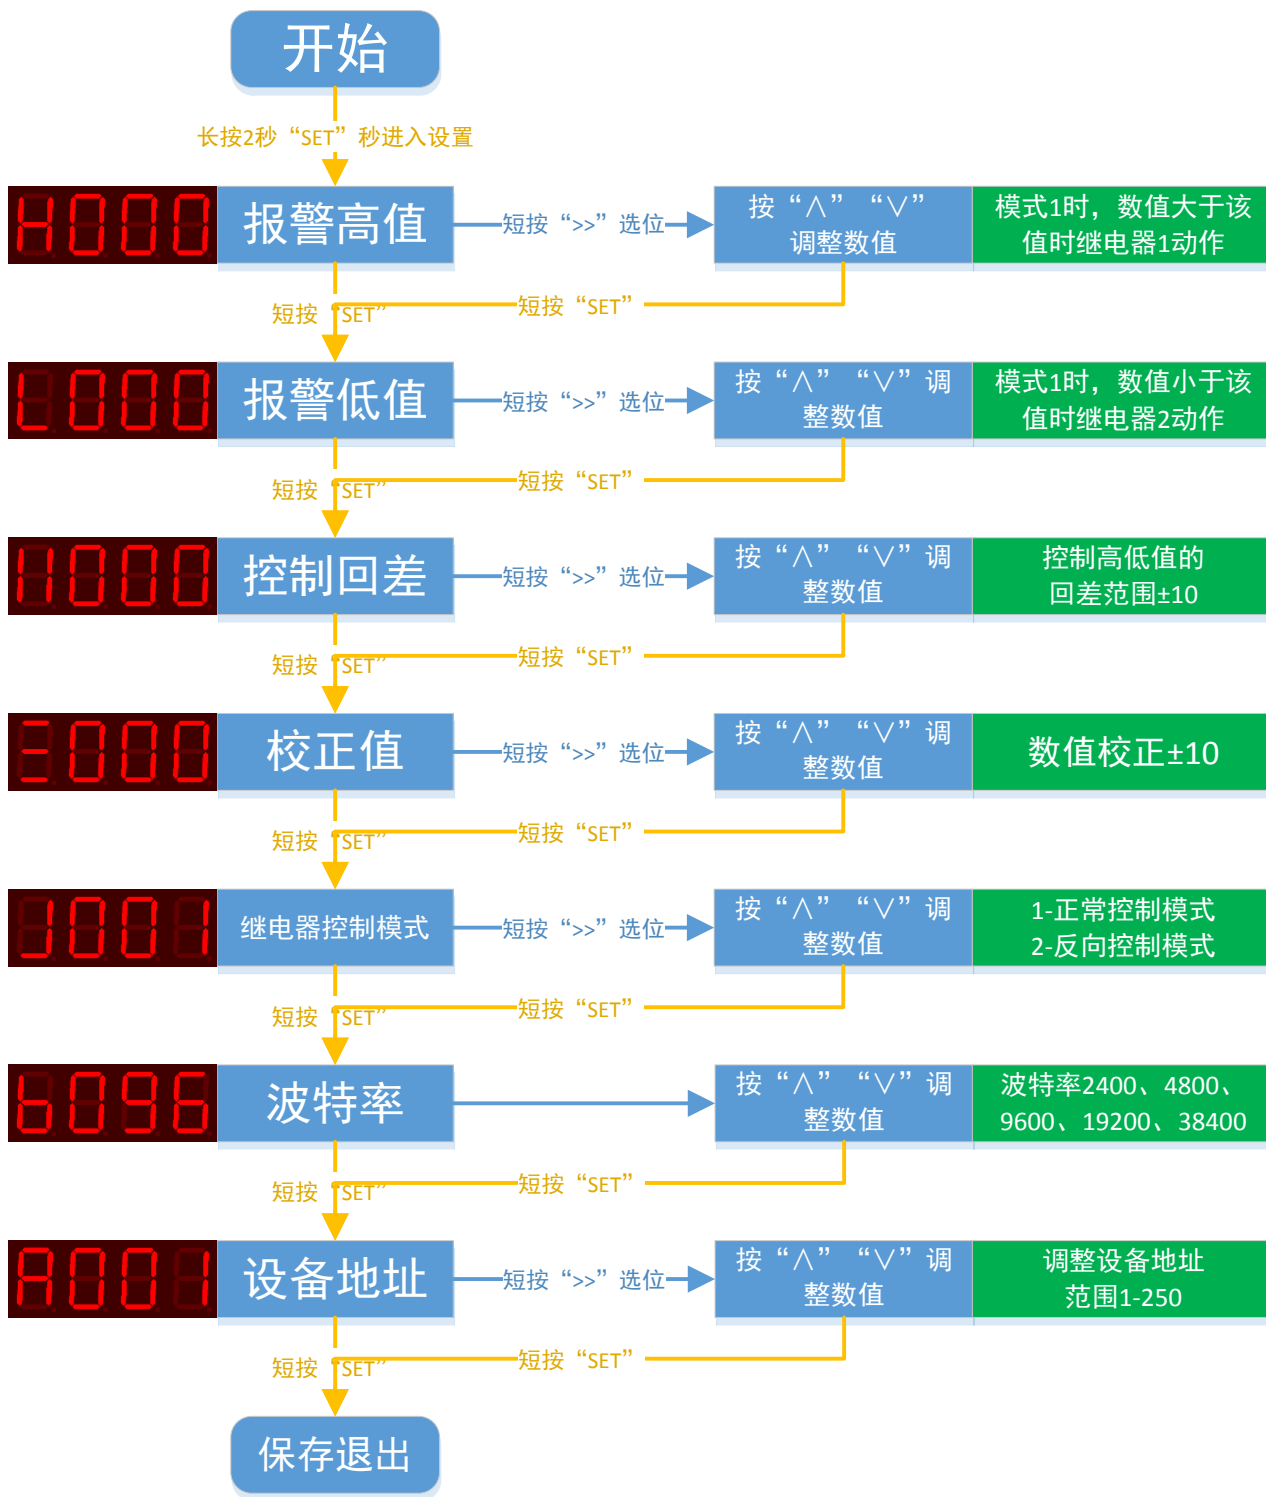 开始
长按2秒“SET”秒进入设置
H000
报警高值
短按“>>”选位
按“∧”“∨”
调整数值
模式1时，数值大于该
值时继电器1动作
短按“SET”
短按“SET”
L000
报警低值
短按“>>”选位
按“∧”“∨”调
整数值
模式1时，数值小于该
值时继电器2动作
短按“SET”
短按“SET”
控制回差
短按“>>”选位
按“∧”“∨”调
整数值
控制高低值的
回差范围±10
短按“SET”
短按“SET”
校正值
短按“>>”选位
按“∧”“∨”调
整数值
数值校正±10
短按“SET”
短按“SET”
J001
继电器控制模式
短按“>>”选位
按“∧”“∨”调
整数值
1-正常控制模式
2-反向控制模式
短按“SET”
短按“SET”
b096
波特率
按“∧”“∨”调
整数值
波特率2400、4800、
9600、19200、38400
短按“SET”
短按“SET”
A001
设备地址
短按“>>”选位
按“∧”“∨”调
整数值
调整设备地址
范围1-250
短按“SET”
短按“SET”
保存退出